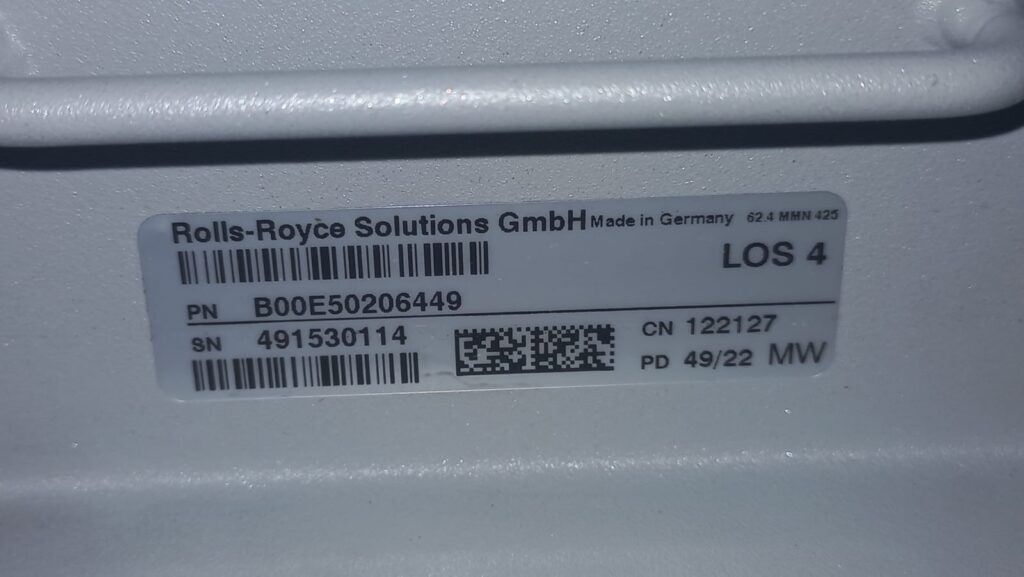 Rolls-Royce Solutions GmbH Made in Germany 62.4 MMN 425
LOS 4
PN B00E50206449
SN 491530114
CN 122127
PD 49/22 MW